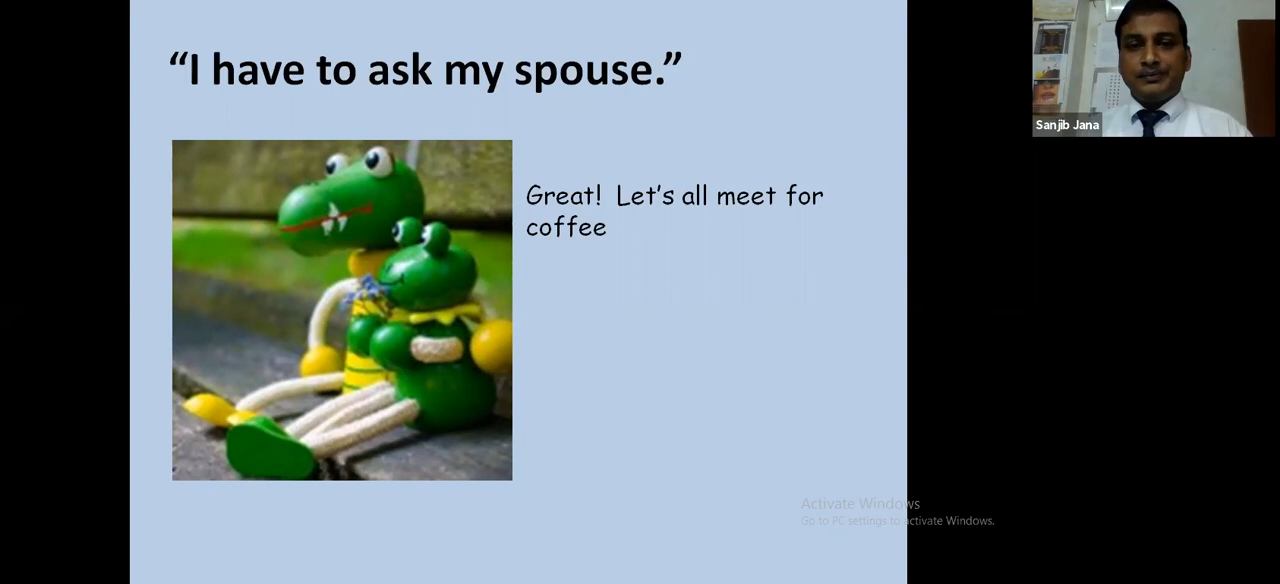 “I have to ask my spouse.”
Great!  Let’s all meet for
coffee
Sanjib Jana
Activate Windows
Go to PC settings to activate Windows.